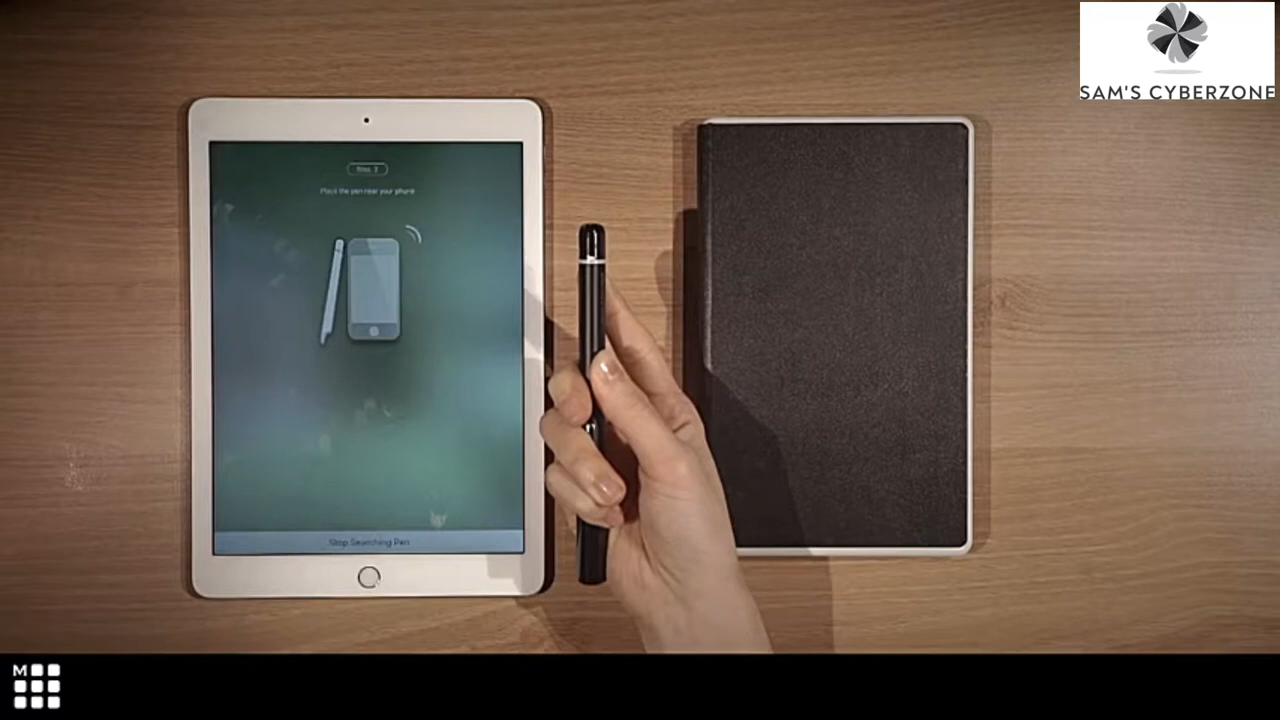 SAM'S CYBERZONE
Place the pen near your phone
Stop Searching Pen
M